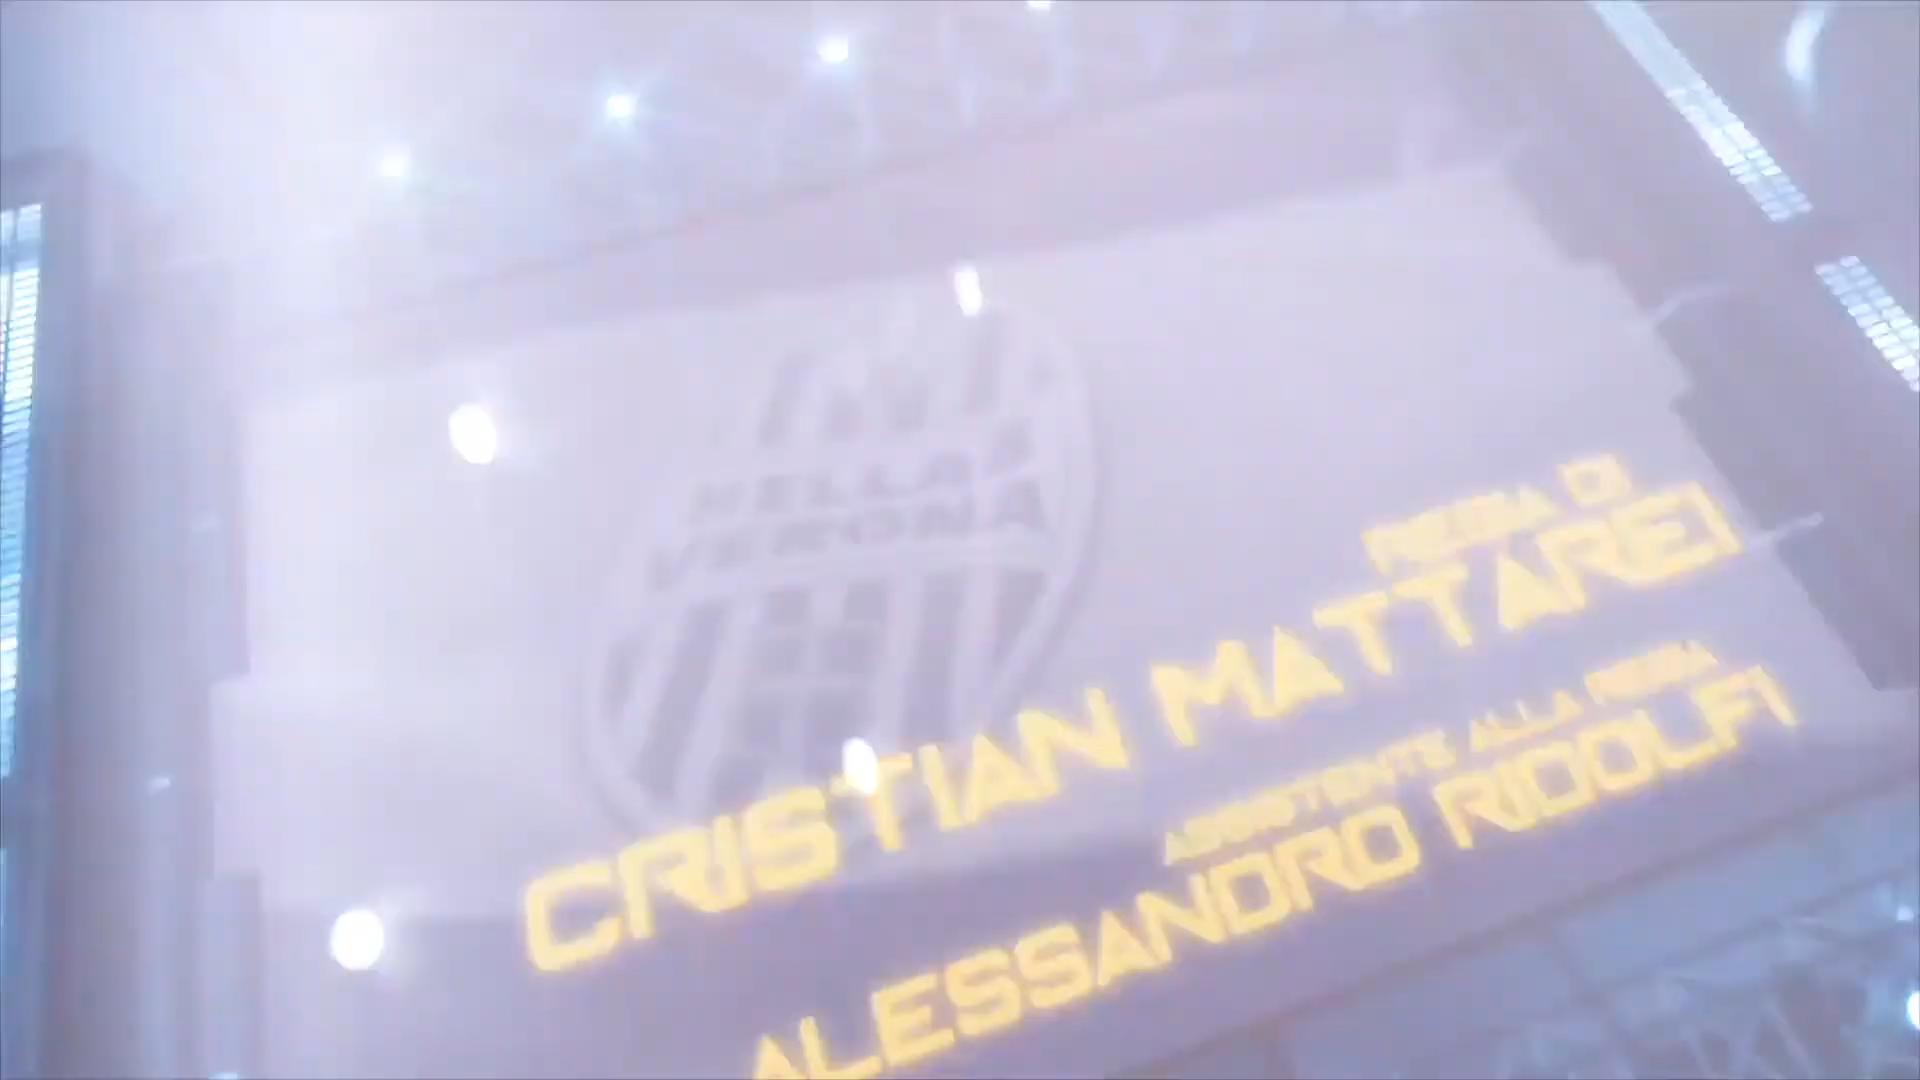 HELLAS
VERONA
REGIA DI
CRISTIAN MATTAREI
ASSISTENTE ALLA REGIA
ALESSANDRO RIDOLFI